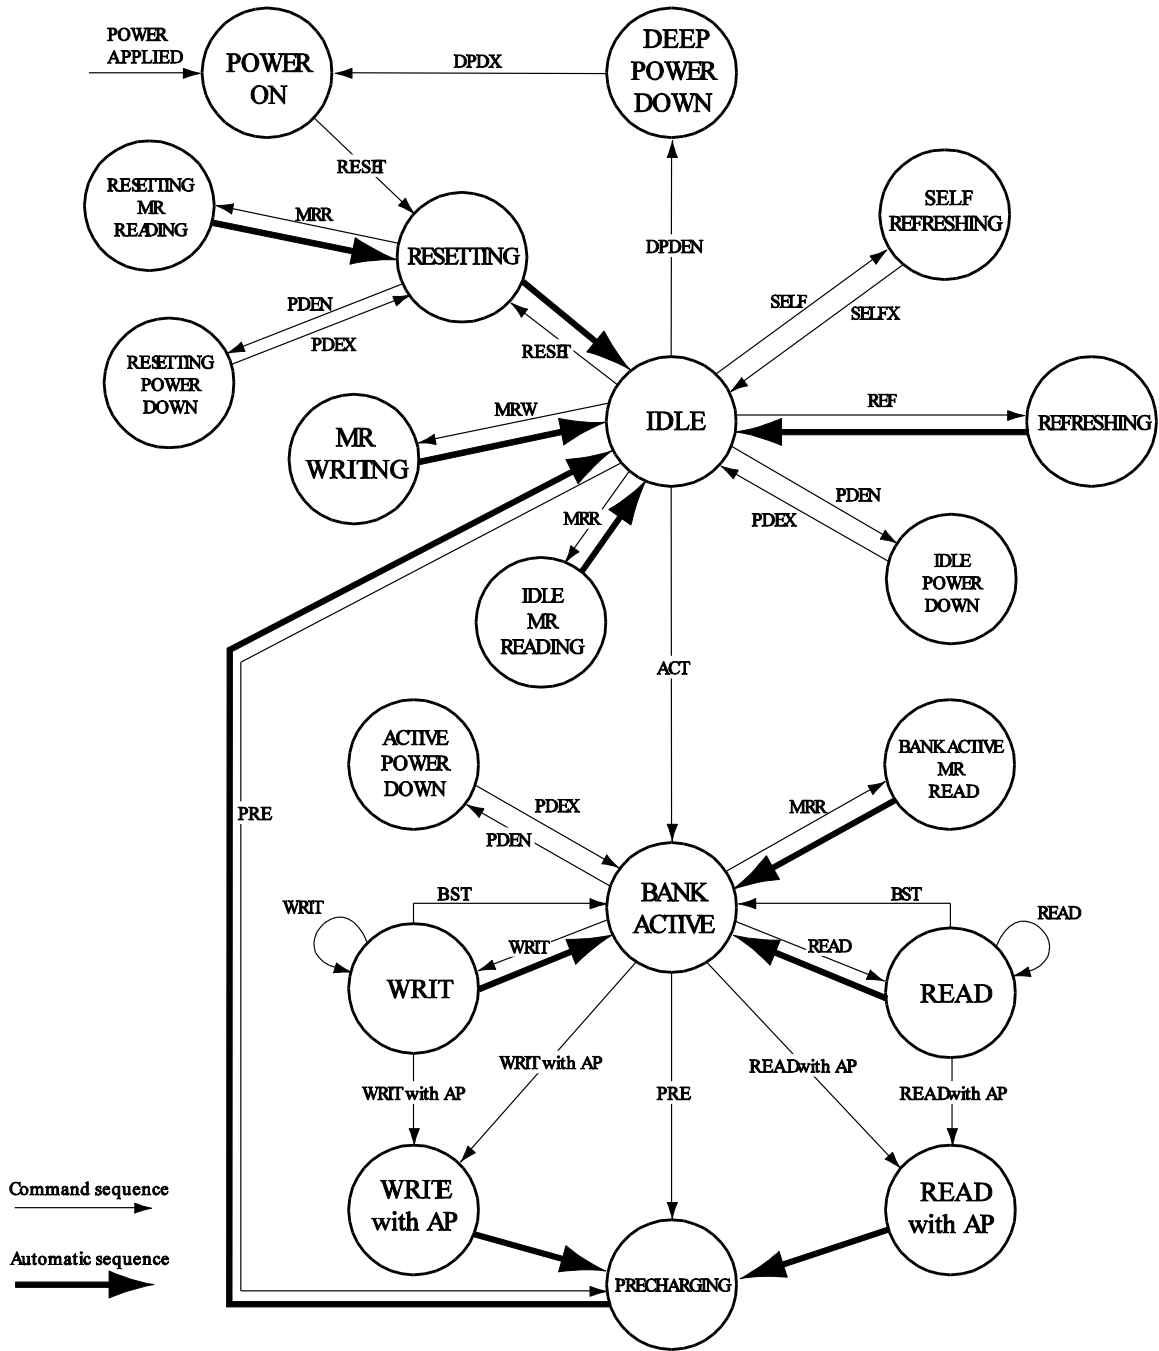 POWER
APPLIED
POWER
ON
DPDX
DEEP
POWER
DOWN
RESET
RESETTING
MR
READING
MRR
RESETTING
DPDEN
SELF
REFRESHING
PDEN
PDEX
SELF
SELFX
RESETTING
POWER
DOWN
RESET
MRW
MR
WRITING
IDLE
REF
REFRESHING
MRR
PDEN
PDEX
IDLE
MR
READING
IDLE
POWER
DOWN
ACT
ACTIVE
POWER
DOWN
BANK ACTIVE
MR
READ
PDEX
PDEN
MRR
PRE
BANK
ACTIVE
BST
BST
WRIT
WRIT
READ
READ
WRIT
READ
WRIT with AP
WRIT with AP
PRE
READ with AP
READ with AP
WRITE
with AP
READ
with AP
Command sequence
Automatic sequence
PRECHARGING